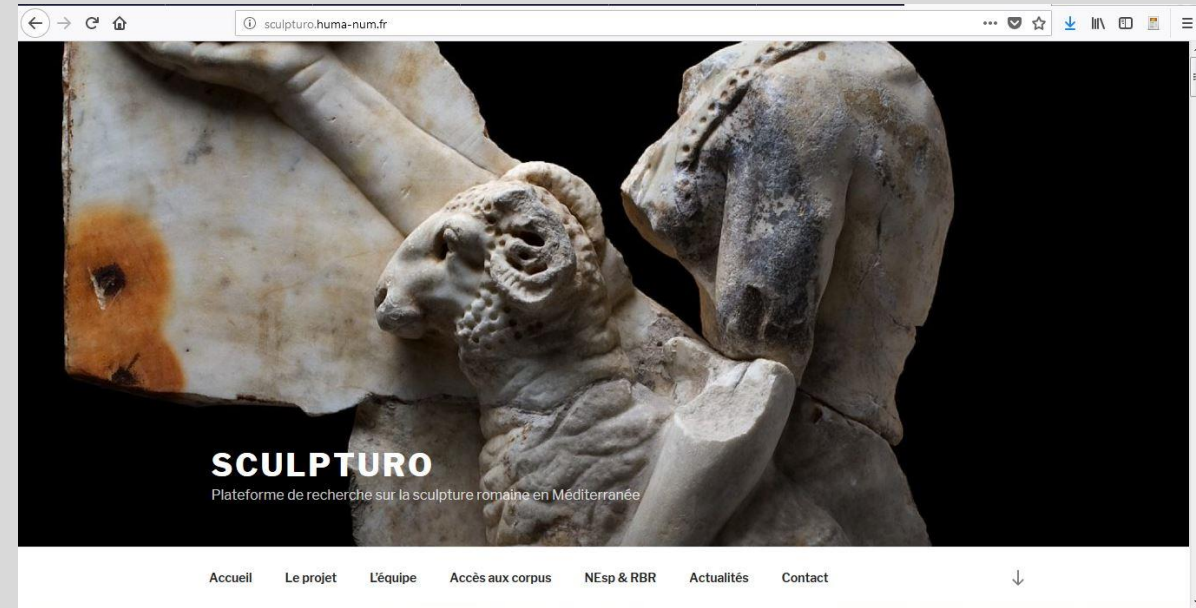 sculpturo.huma-num.fr
SCULPTURO
Plateforme de recherche sur la sculpture romaine en Méditerranée
Accueil Le projet L'équipe Accès aux corpus NEsp & RBR Actualités Contact